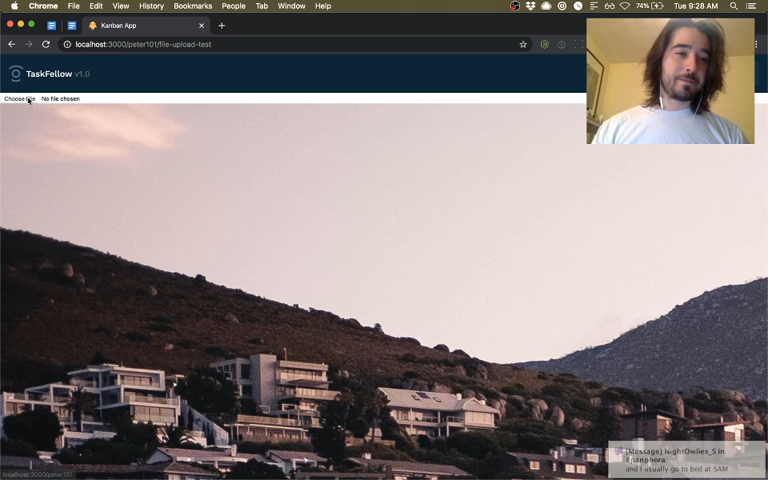 Chrome File Edit View History Bookmarks People Tab Window Help 74% Tue 9:28 AM
Kanban App
localhost:3000/peter101/file-upload-test
TaskFellow v1.0
Choose File No file chosen
[Message] NightOwlies_S in
#panphora
and I usually go to bed at 5AM
localhost:3000/peter101